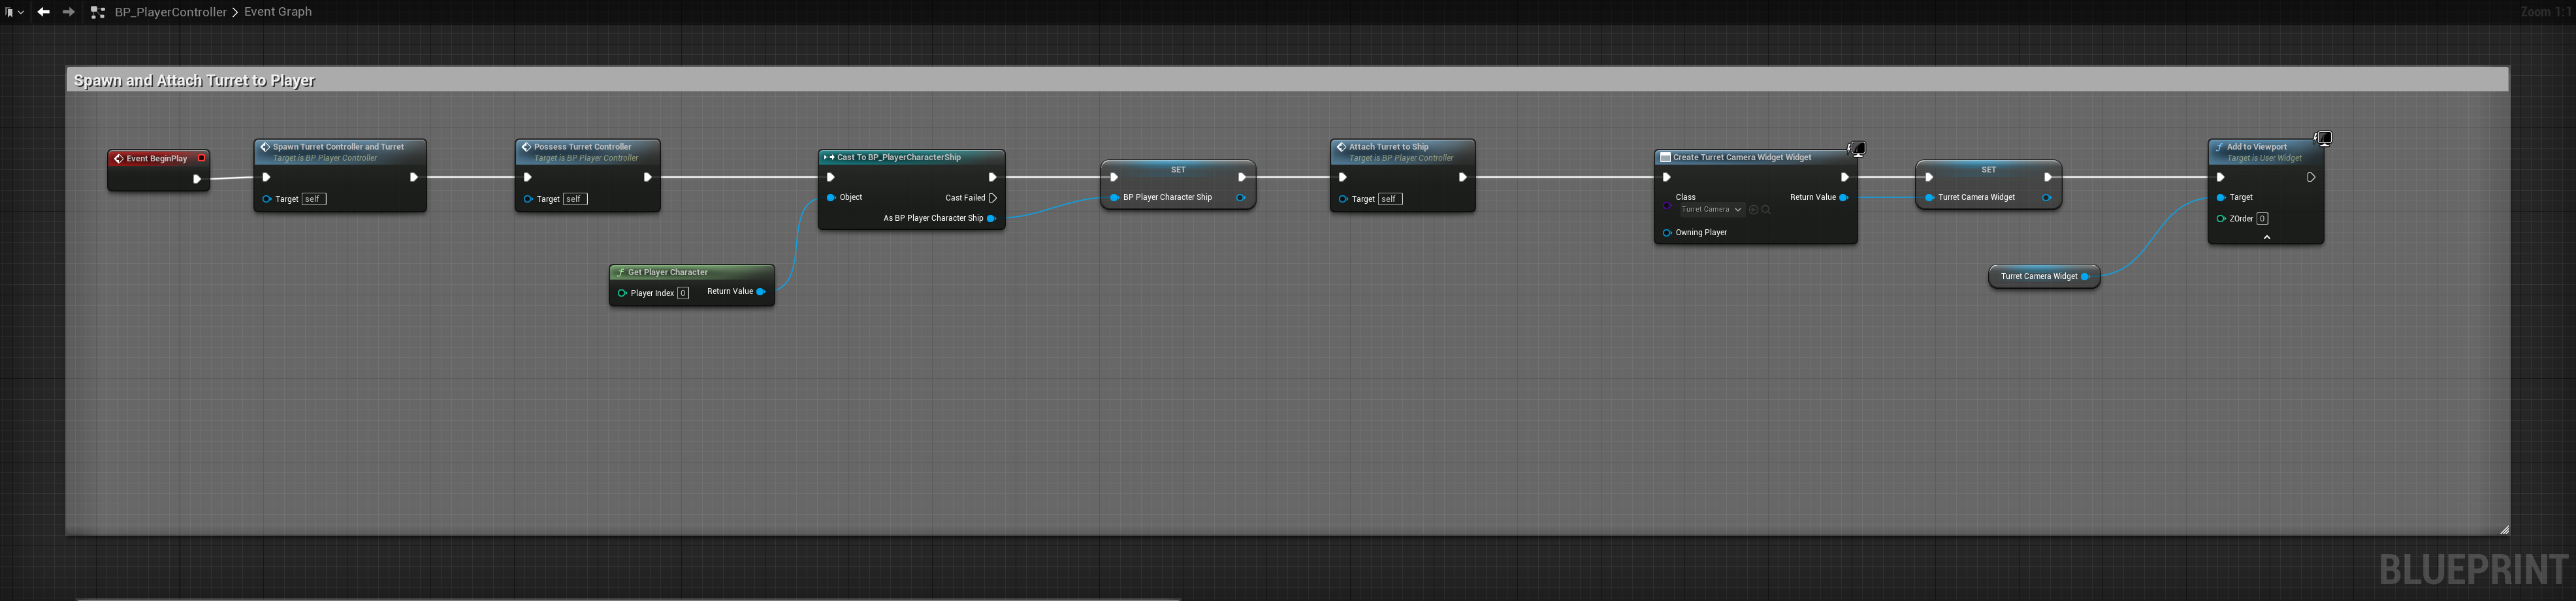 BP_PlayerController > Event Graph
Zoom 1:1
Spawn and Attach Turret to Player
Event BeginPlay
Spawn Turret Controller and Turret
Target is BP Player Controller
Target self
Possess Turret Controller
Target is BP Player Controller
Target self
Cast To BP_PlayerCharacterShip
Object
Cast Failed
As BP Player Character Ship
Get Player Character
Player Index 0
Return Value
SET
BP Player Character Ship
Attach Turret to Ship
Target is BP Player Controller
Target self
Create Turret Camera Widget Widget
Class
Turret Camera
Return Value
Owning Player
SET
Turret Camera Widget
Turret Camera Widget
Add to Viewport
Target is User Widget
Target
ZOrder 0
BLUEPRINT